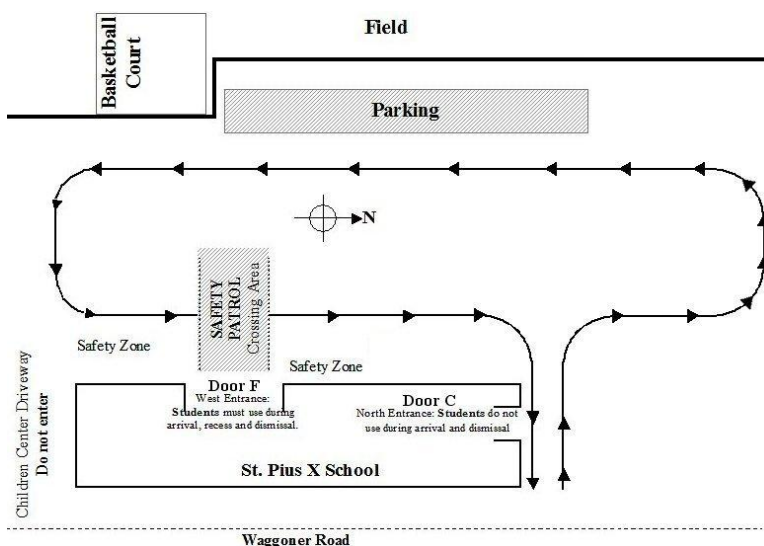 Field
Basketball
Court
Parking
N
SAFETY
PATROL
Crossing Area
Safety Zone
Safety Zone
Children Center Driveway
Do not enter
Door F
West Entrance:
Students must use during
arrival, recess and dismissal.
Door C
North Entrance: Students do not
use during arrival and dismissal
St. Pius X School
Waggoner Road